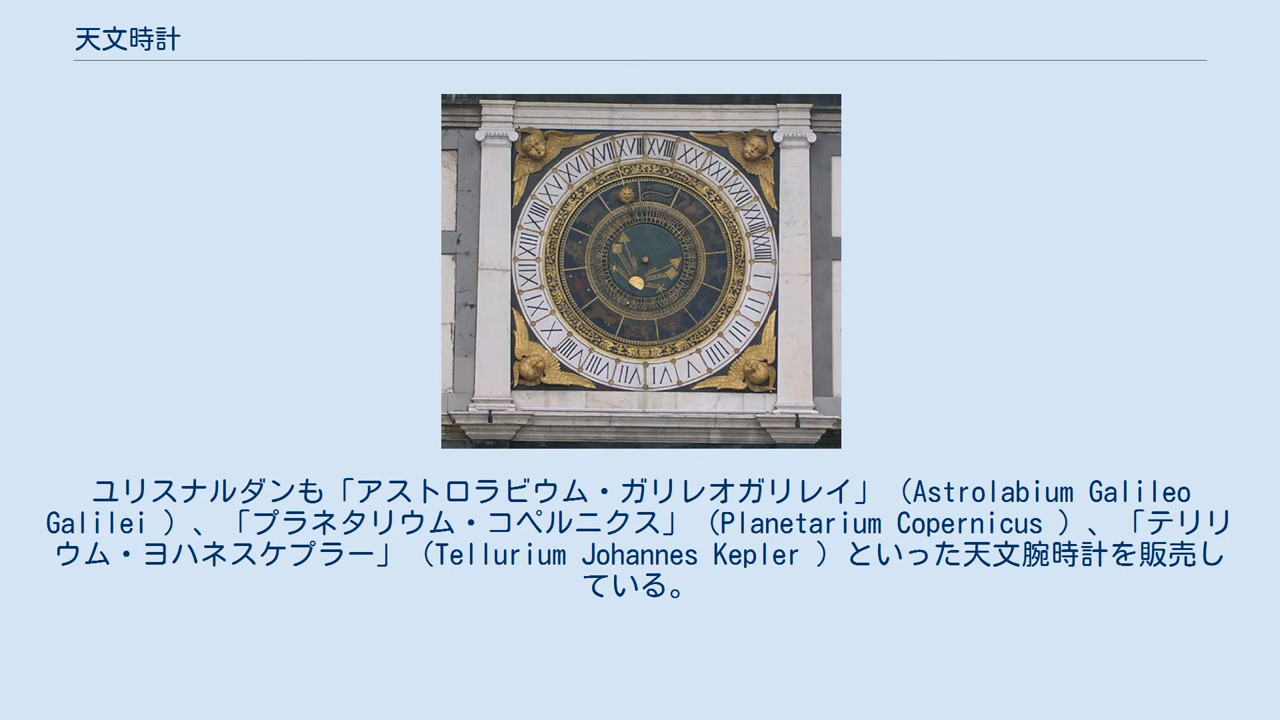 天文時計
ユリスナルダンも「アストロラビウム・ガリレオガリレイ」（Astrolabium Galileo
Galilei ）、「プラネタリウム・コペルニクス」（Planetarium Copernicus ）、「テリリ
ウム・ヨハネスケプラー」（Tellurium Johannes Kepler ）といった天文腕時計を販売し
ている。